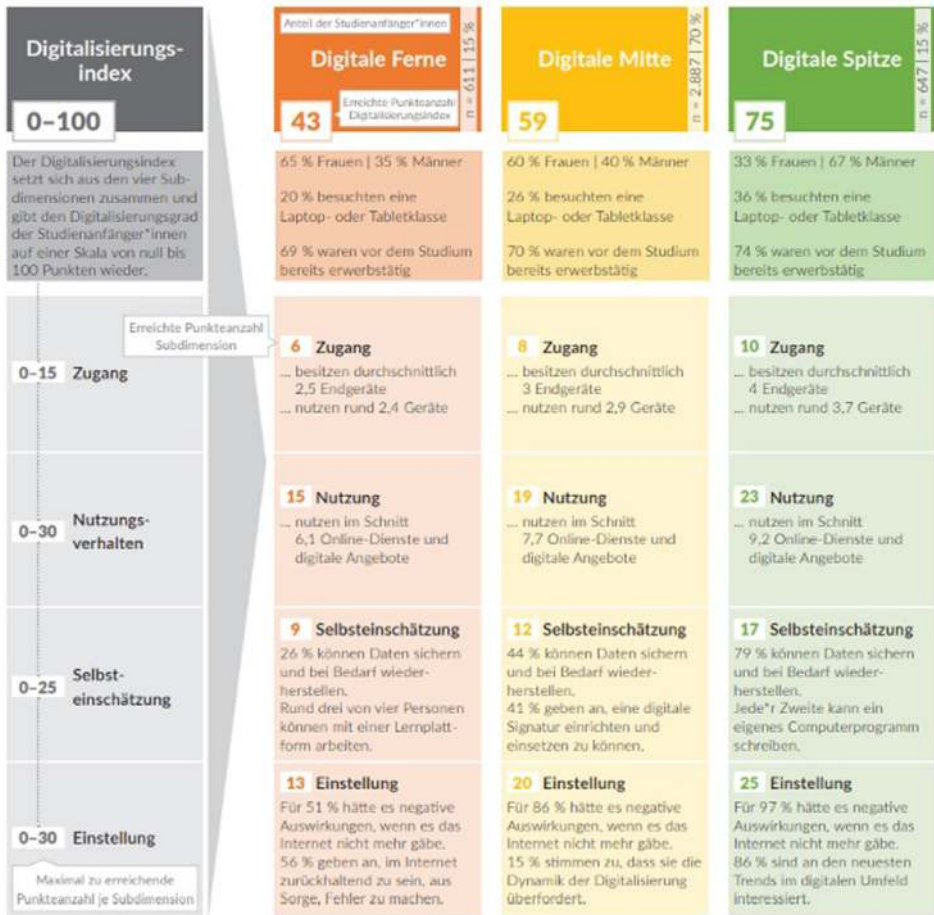 Digitalisierungs-
index
0–100
Der Digitalisierungsindex
setzt sich aus den vier Sub-
dimensionen zusammen und
gibt den Digitalisierungsgrad
der Studienanfänger*innen
auf einer Skala von null bis
100 Punkten wieder.
0–15 Zugang
0–30 Nutzungs-
verhalten
0–25 Selbst-
einschätzung
0–30 Einstellung
Maximal zu erreichende
Punkteanzahl je Subdimension
Erreichte Punkteanzahl
Subdimension
Anteil der Studienanfänger*innen
Digitale Ferne
n = 611 | 15 %
43
Erreichte Punkteanzahl
Digitalisierungsindex
65 % Frauen | 35 % Männer
20 % besuchten eine
Laptop- oder Tabletklasse
69 % waren vor dem Studium
bereits erwerbstätig
6 Zugang
... besitzen durchschnittlich
2,5 Endgeräte
... nutzen rund 2,4 Geräte
15 Nutzung
... nutzen im Schnitt
6,1 Online-Dienste und
digitale Angebote
9 Selbsteinschätzung
26 % können Daten sichern
und bei Bedarf wieder-
herstellen.
Rund drei von vier Personen
können mit einer Lernplatt-
form arbeiten.
13 Einstellung
Für 51 % hätte es negative
Auswirkungen, wenn es das
Internet nicht mehr gäbe.
56 % geben an, im Internet
zurückhaltend zu sein, aus
Sorge, Fehler zu machen.
Digitale Mitte
n = 2.887 | 70 %
59
60 % Frauen | 40 % Männer
26 % besuchten eine
Laptop- oder Tabletklasse
70 % waren vor dem Studium
bereits erwerbstätig
8 Zugang
... besitzen durchschnittlich
3 Endgeräte
... nutzen rund 2,9 Geräte
19 Nutzung
... nutzen im Schnitt
7,7 Online-Dienste und
digitale Angebote
12 Selbsteinschätzung
44 % können Daten sichern
und bei Bedarf wieder-
herstellen.
41 % geben an, eine digitale
Signatur einrichten und
einsetzen zu können.
20 Einstellung
Für 86 % hätte es negative
Auswirkungen, wenn es das
Internet nicht mehr gäbe.
15 % stimmen zu, dass sie die
Dynamik der Digitalisierung
überfordert.
Digitale Spitze
n = 647 | 15 %
75
33 % Frauen | 67 % Männer
36 % besuchten eine
Laptop- oder Tabletklasse
74 % waren vor dem Studium
bereits erwerbstätig
10 Zugang
... besitzen durchschnittlich
4 Endgeräte
... nutzen rund 3,7 Geräte
23 Nutzung
... nutzen im Schnitt
9,2 Online-Dienste und
digitale Angebote
17 Selbsteinschätzung
79 % können Daten sichern
und bei Bedarf wieder-
herstellen.
Jede*r Zweite kann ein
eigenes Computerprogramm
schreiben.
25 Einstellung
Für 97 % hätte es negative
Auswirkungen, wenn es das
Internet nicht mehr gäbe.
86 % sind an den neuesten
Trends im digitalen Umfeld
interessiert.